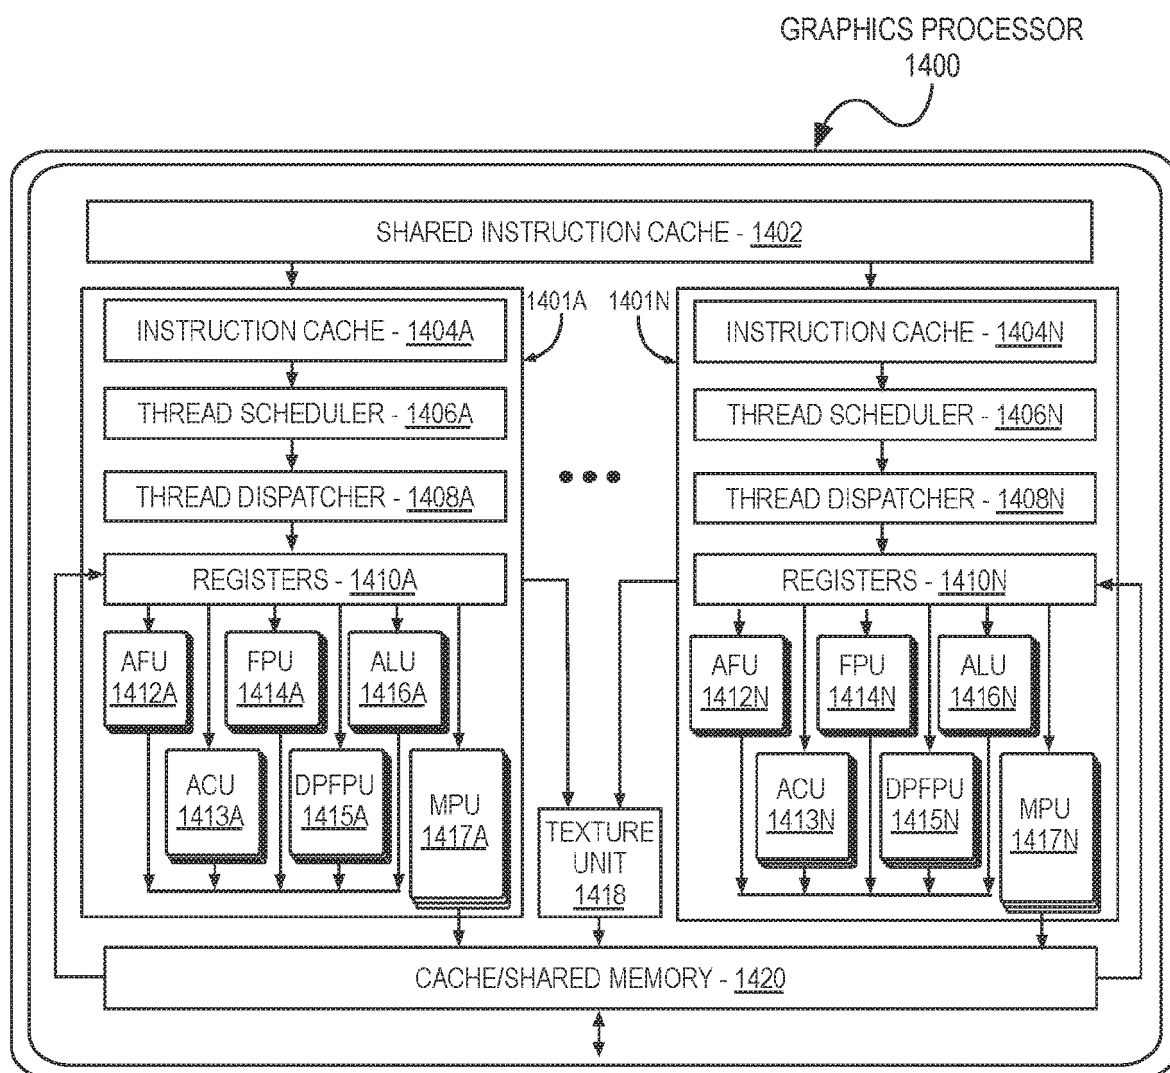 GRAPHICS PROCESSOR
1400
SHARED INSTRUCTION CACHE - 1402
1401A
1401N
INSTRUCTION CACHE - 1404A
THREAD SCHEDULER - 1406A
THREAD DISPATCHER - 1408A
REGISTERS - 1410A
AFU
1412A
FPU
1414A
ALU
1416A
ACU
1413A
DPFPU
1415A
MPU
1417A
TEXTURE
UNIT
1418
INSTRUCTION CACHE - 1404N
THREAD SCHEDULER - 1406N
THREAD DISPATCHER - 1408N
REGISTERS - 1410N
AFU
1412N
FPU
1414N
ALU
1416N
ACU
1413N
DPFPU
1415N
MPU
1417N
CACHE/SHARED MEMORY - 1420